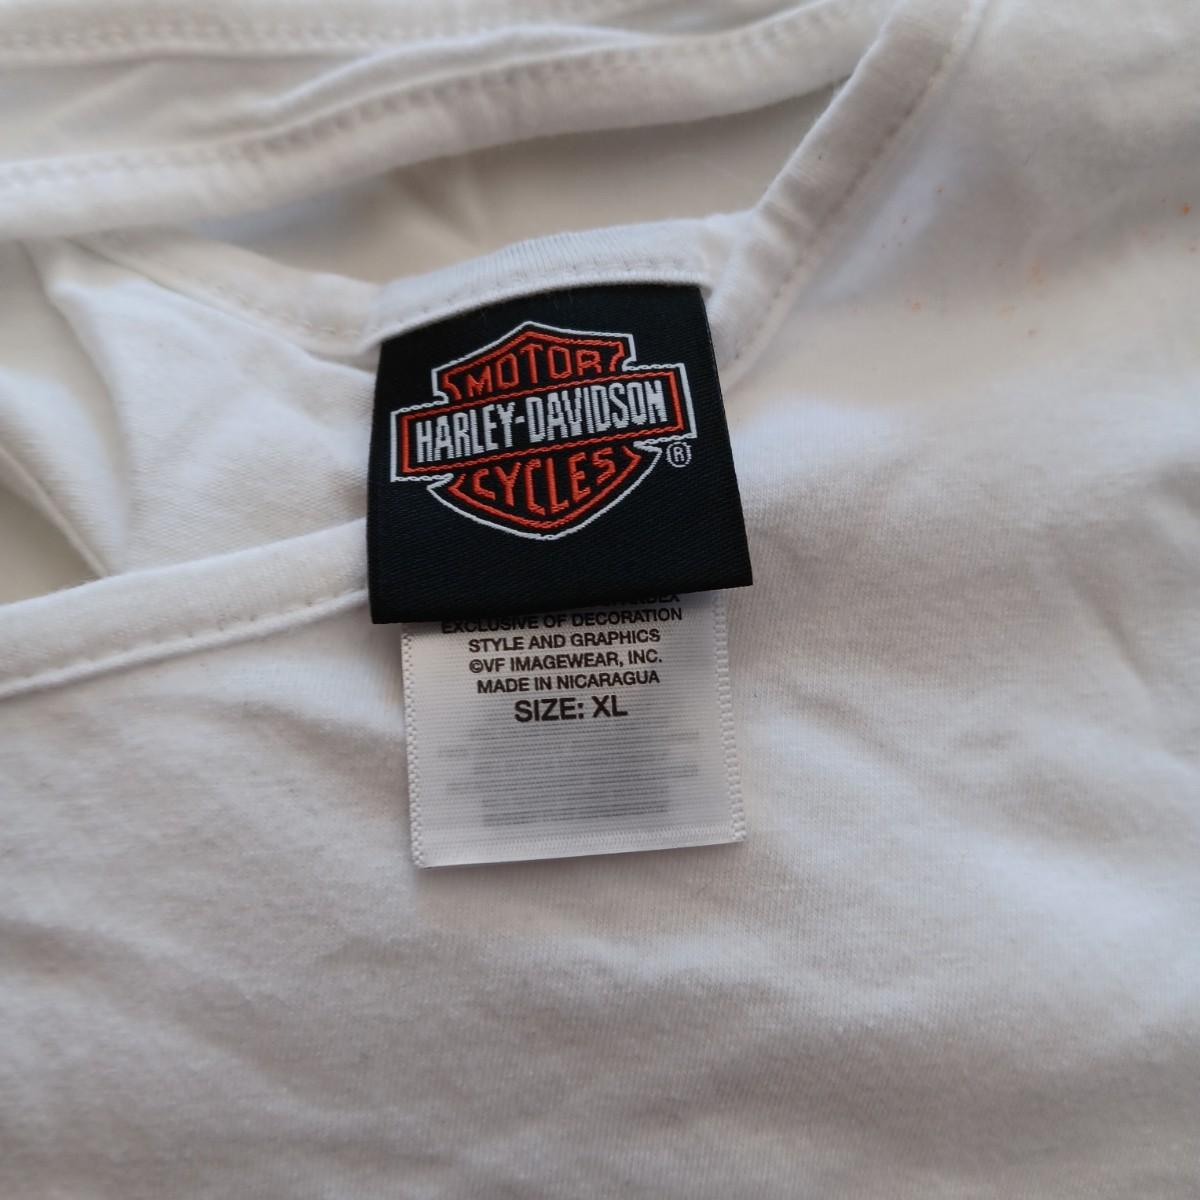 MOTOR
HARLEY-DAVIDSON
CYCLES
®
EXCLUSIVE OF DECORATION
STYLE AND GRAPHICS
©VF IMAGEWEAR, INC.
MADE IN NICARAGUA
SIZE: XL